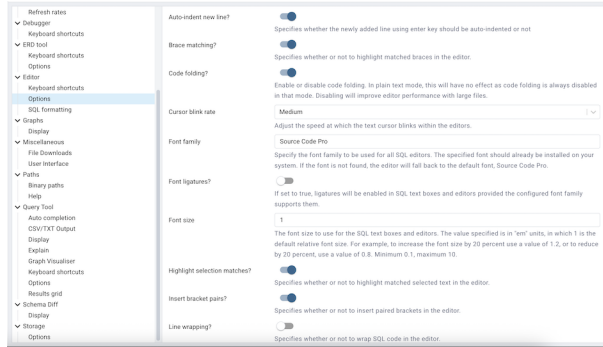 Refresh rates
Debugger
Keyboard shortcuts
ERD tool
Keyboard shortcuts
Options
Editor
Keyboard shortcuts
Options
SQL formatting
Graphs
Display
Miscellaneous
File Downloads
User Interface
Paths
Binary paths
Help
Query Tool
Auto completion
CSV/TXT Output
Display
Explain
Graph Visualiser
Keyboard shortcuts
Options
Results grid
Schema Diff
Display
Storage
Options
Auto-indent new line?
Specifies whether the newly added line using enter key should be auto-indented or not
Brace matching?
Specifies whether or not to highlight matched braces in the editor.
Code folding?
Enable or disable code folding. In plain text mode, this will have no effect as code folding is always disabled
in that mode. Disabling will improve editor performance with large files.
Cursor blink rate
Medium
Adjust the speed at which the text cursor blinks within the editors.
Font family
Source Code Pro
Specify the font family to be used for all SQL editors. The specified font should already be installed on your
system. If the font is not found, the editor will fall back to the default font, Source Code Pro.
Font ligatures?
If set to true, ligatures will be enabled in SQL text boxes and editors provided the configured font family
supports them.
Font size
1
The font size to use for the SQL text boxes and editors. The value specified is in "em" units, in which 1 is the
default relative font size. For example, to increase the font size by 20 percent use a value of 1.2, or to reduce
by 20 percent, use a value of 0.8. Minimum 0.1, maximum 10.
Highlight selection matches?
Specifies whether or not to highlight matched selected text in the editor.
Insert bracket pairs?
Specifies whether or not to insert paired brackets in the editor.
Line wrapping?
Specifies whether or not to wrap SQL code in the editor.